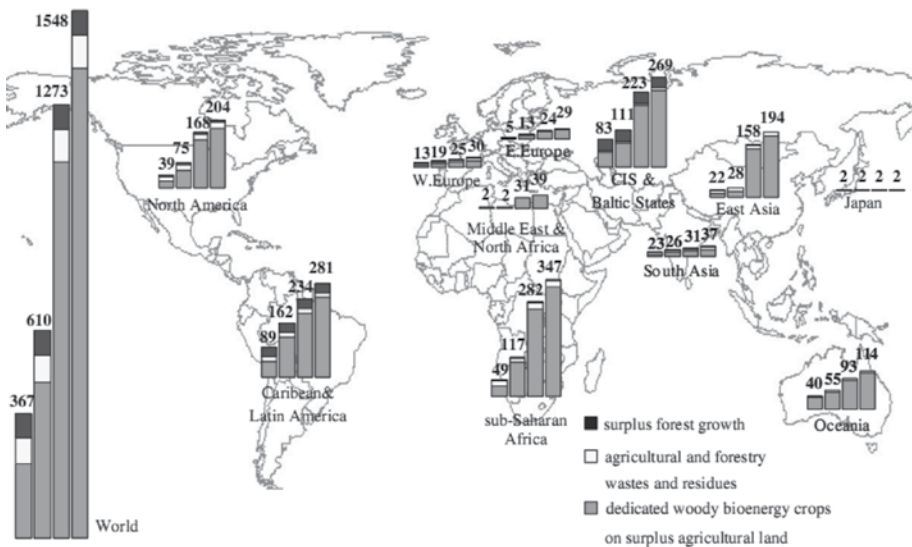 1548
1273
610
367
World
39 75 168 204
North America
89 162 234 281
Caribean&
Latin America
13 19 25 30
W.Europe
5 13 24 29
E.Europe
2 2 31 39
Middle East &
North Africa
49 117 282 347
sub-Saharan
Africa
83 111 223 269
CIS &
Baltic States
22 28 158 194
East Asia
2 2 2 2
Japan
23 26 31 37
South Asia
40 55 93 114
Oceania
surplus forest growth
agricultural and forestry
wastes and residues
dedicated woody bioenergy crops
on surplus agricultural land